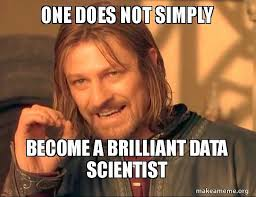 ONE DOES NOT SIMPLY
BECOME A BRILLIANT DATA
SCIENTIST
makeameme.org